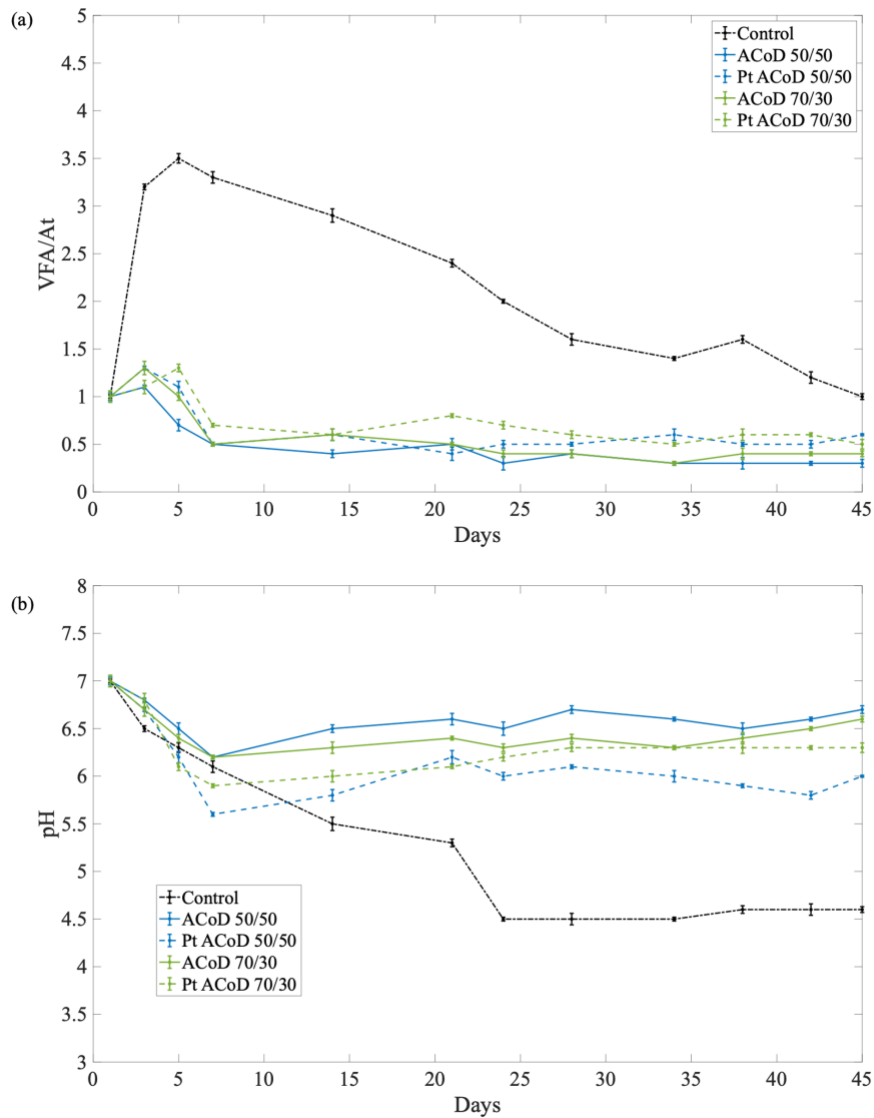 (a)
5
4.5
4
3.5
3
2.5
2
1.5
1
0.5
0
VFA/At
Control
ACoD 50/50
Pt ACoD 50/50
ACoD 70/30
Pt ACoD 70/30
0 5 10 15 20 25 30 35 40 45
Days
(b)
8
7.5
7
6.5
6
5.5
5
4.5
4
3.5
3
pH
Control
ACoD 50/50
Pt ACoD 50/50
ACoD 70/30
Pt ACoD 70/30
0 5 10 15 20 25 30 35 40 45
Days